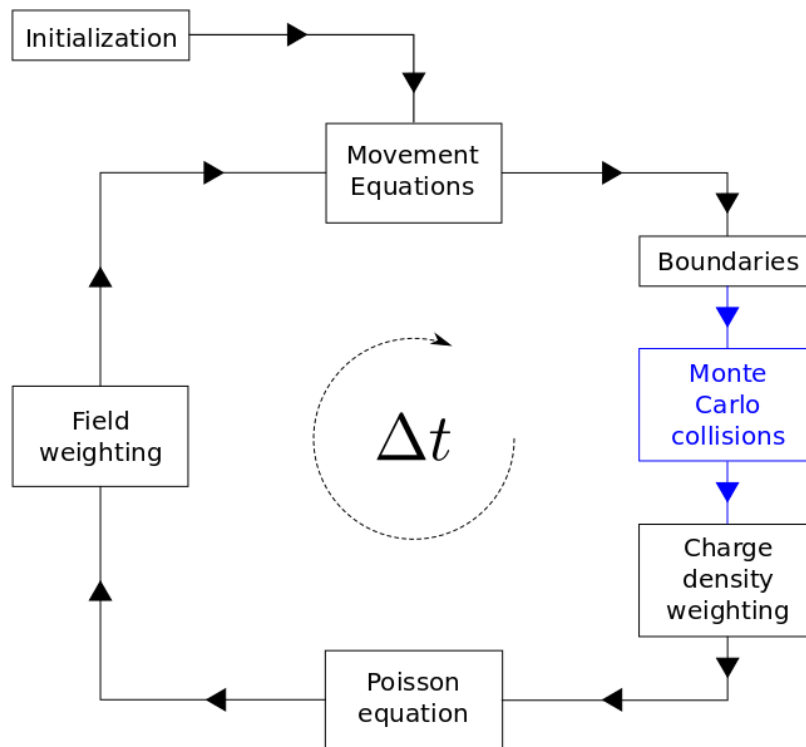 Initialization
Movement
Equations
Boundaries
Monte
Carlo
collisions
Field
weighting
Δt
Charge
density
weighting
Poisson
equation